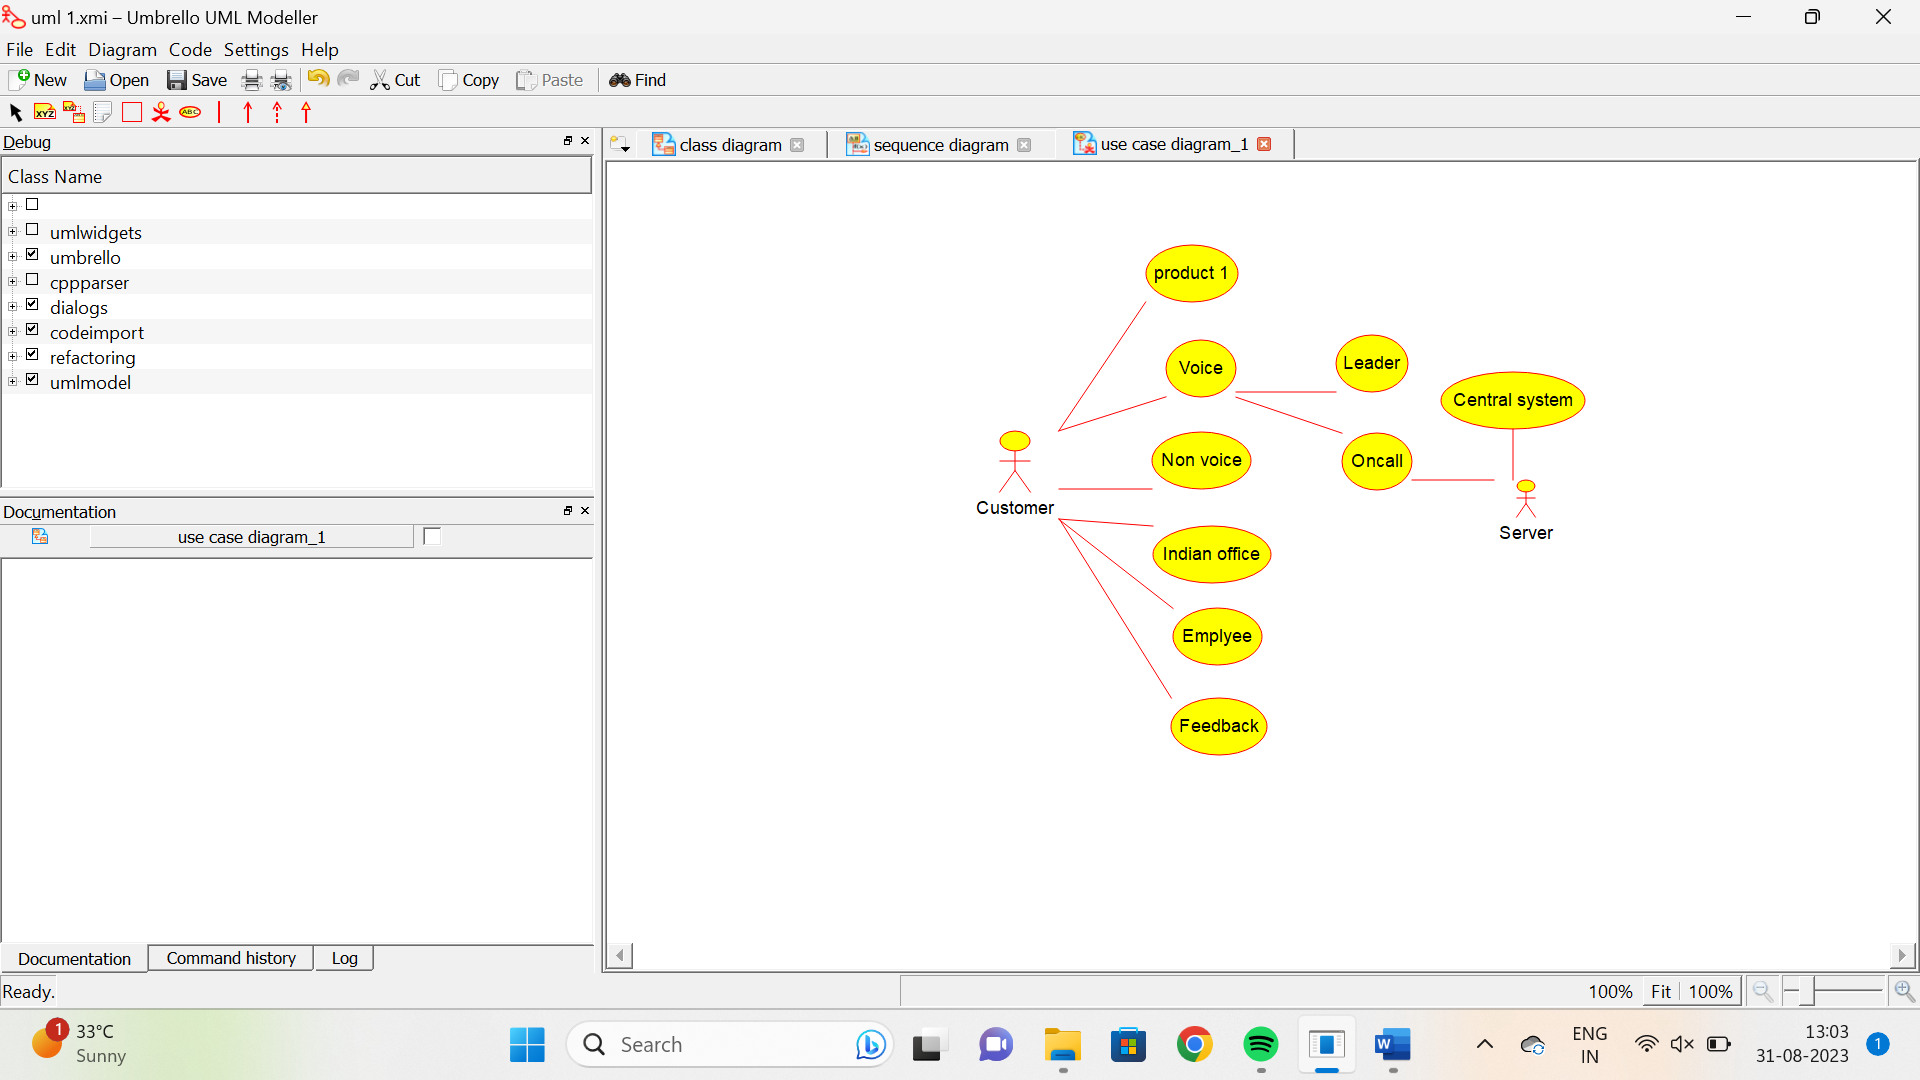 uml 1.xmi – Umbrello UML Modeller
File Edit Diagram Code Settings Help
New Open Save Cut Copy Paste Find
XYZ XYZ ABC
Debug
class diagram sequence diagram use case diagram_1
Class Name
umlwidgets
umbrello
cppparser
dialogs
codeimport
refactoring
umlmodel
product 1
Voice
Leader
Central system
Non voice
Oncall
Customer
Server
Indian office
Emplyee
Feedback
Documentation
use case diagram_1
Documentation Command history Log
Ready.
100% Fit 100%
1
33°C
Sunny
Search
W
ENG
IN
13:03
31-08-2023
1